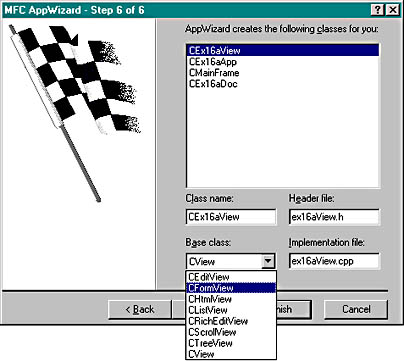 MFC AppWizard - Step 6 of 6
AppWizard creates the following classes for you:
CEx16aView
CEx16aApp
CMainFrame
CEx16aDoc
Class name: Header file:
CEx16aView ex16aView.h
Base class: Implementation file:
CView ex16aView.cpp
CEditView
CFormView
CHtmlView
CListView
CRichEditView
CScrollView
CTreeView
CView
< Back inish Cancel